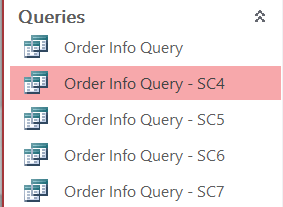 Queries
Order Info Query
Order Info Query - SC4
Order Info Query - SC5
Order Info Query - SC6
Order Info Query - SC7